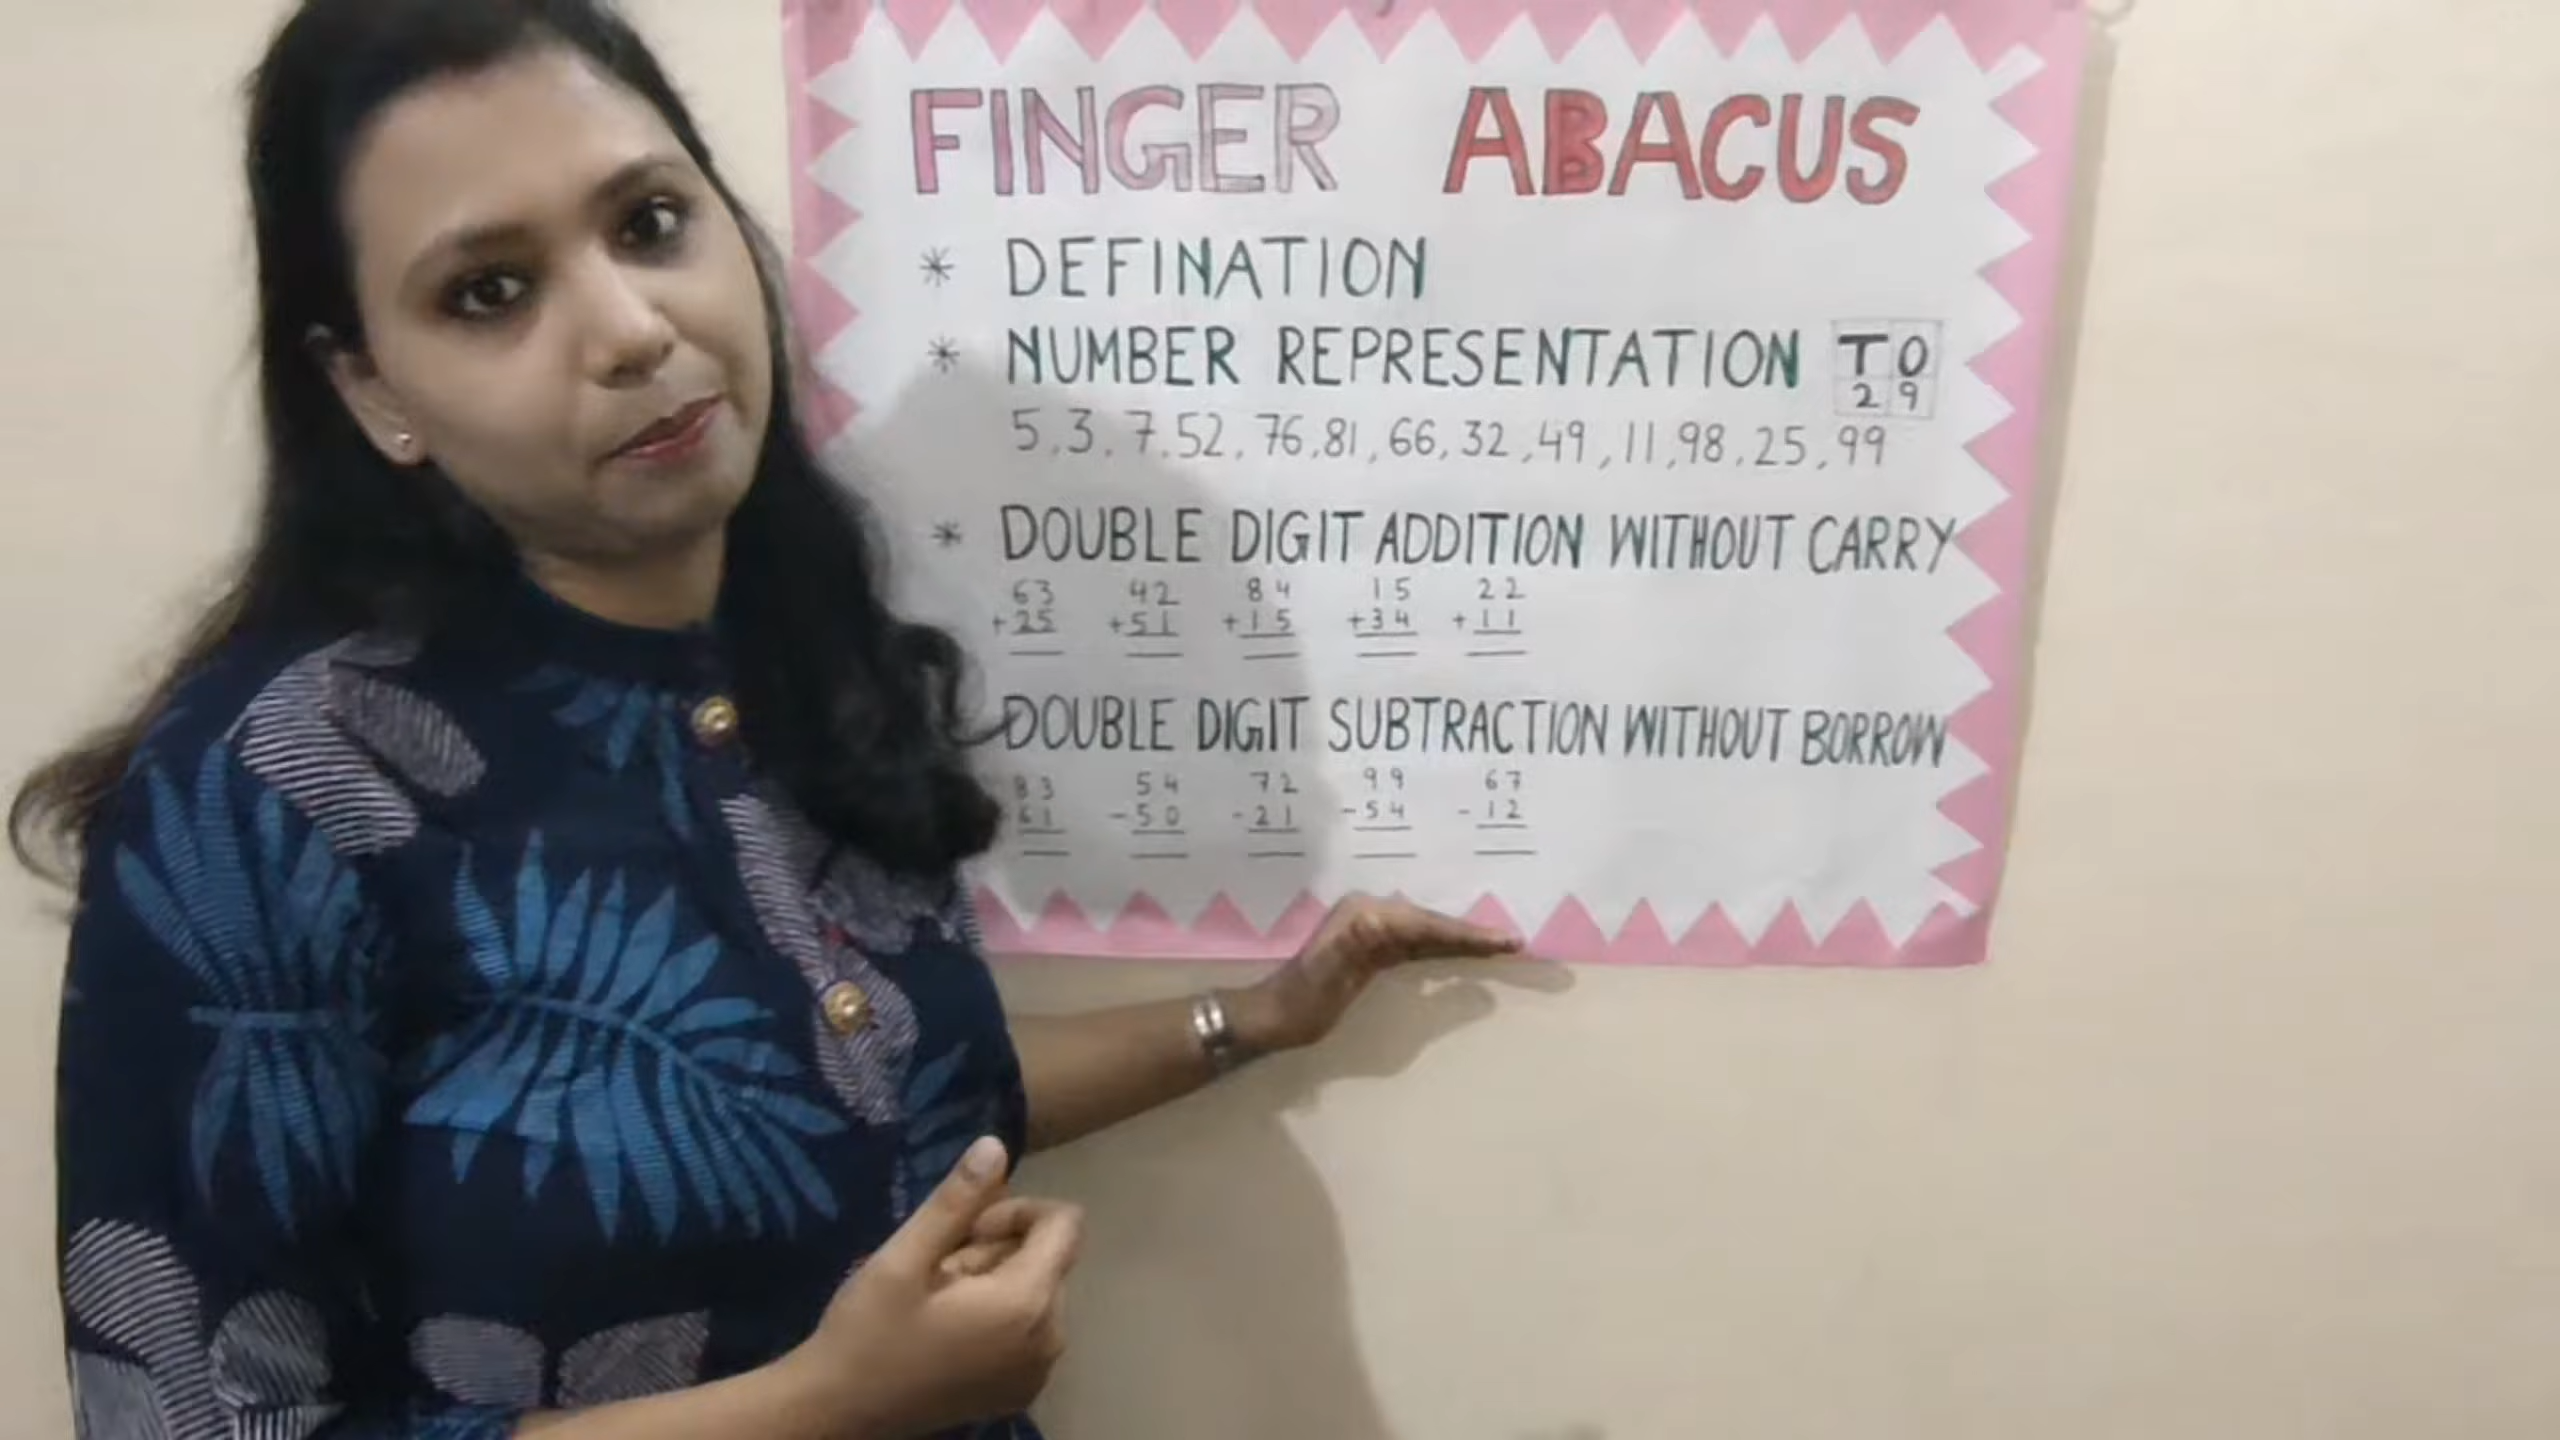 FINGER ABACUS
* DEFINATION
* NUMBER REPRESENTATION T O
2 9
5,3,7,52,76,81,66,32,49,11,98,25,99
* DOUBLE DIGIT ADDITION WITHOUT CARRY
63 42 84 15 22
+25 +51 +15 +34 +11
DOUBLE DIGIT SUBTRACTION WITHOUT BORROW
83 54 72 99 67
61 -50 -21 -54 -12